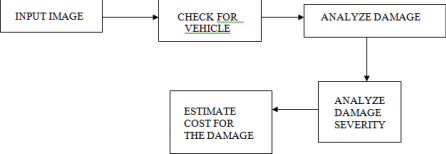 INPUT IMAGE
CHECK FOR
VEHICLE
ANALYZE DAMAGE
ANALYZE
DAMAGE
SEVERITY
ESTIMATE
COST FOR
THE DAMAGE